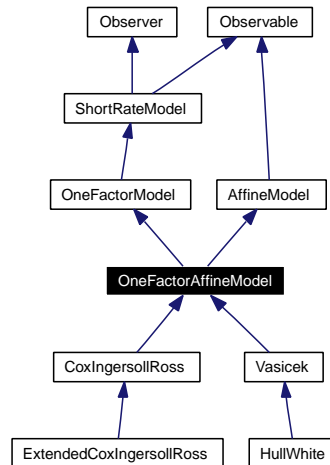 Observer
Observable
ShortRateModel
OneFactorModel
AffineModel
OneFactorAffineModel
CoxIngersollRoss
Vasicek
ExtendedCoxIngersollRoss
HullWhite